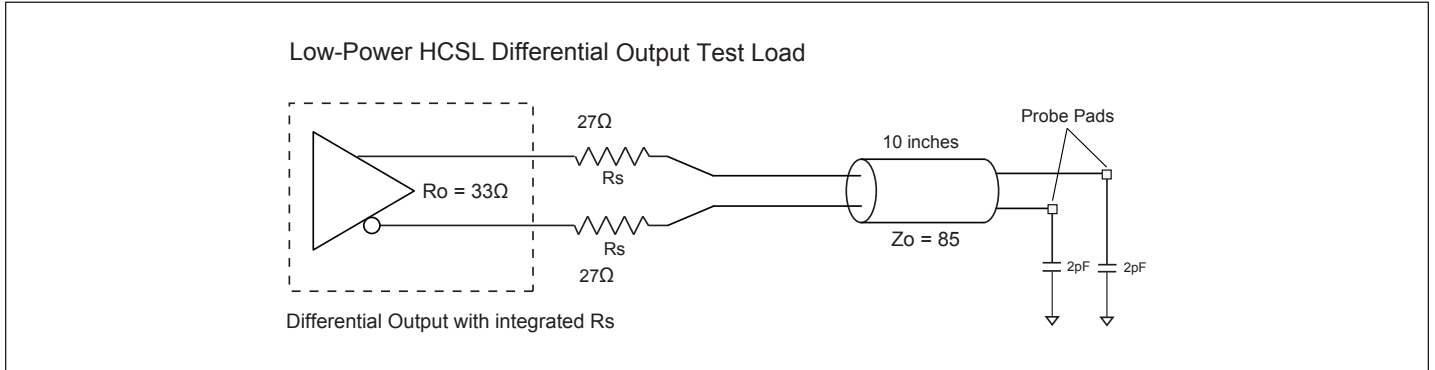 Low-Power HCSL Differential Output Test Load
Probe Pads
27Ω
10 inches
Rs
Ro = 33Ω
Zo = 85
Rs
27Ω
2pF
2pF
Differential Output with integrated Rs